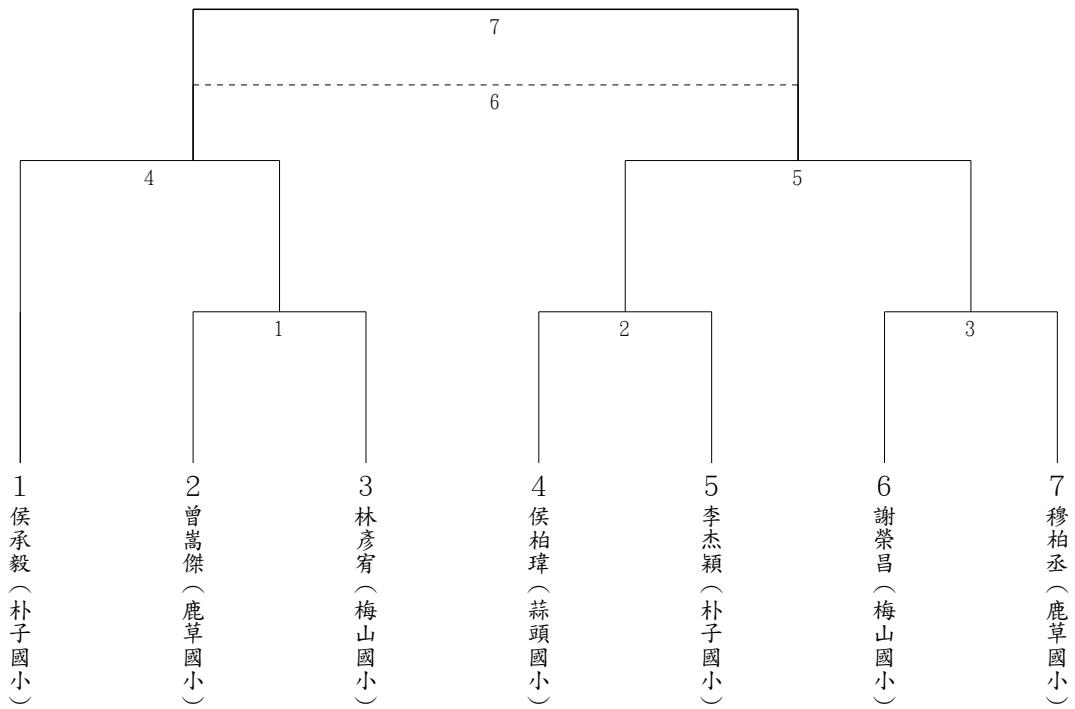 7
6
4
5
1
2
3
1
侯承毅(朴子國小)
2
曾嵩傑(鹿草國小)
3
林彥宥(梅山國小)
4
侯柏瑋(蒜頭國小)
5
李杰穎(朴子國小)
6
謝榮昌(梅山國小)
7
穆柏丞(鹿草國小)